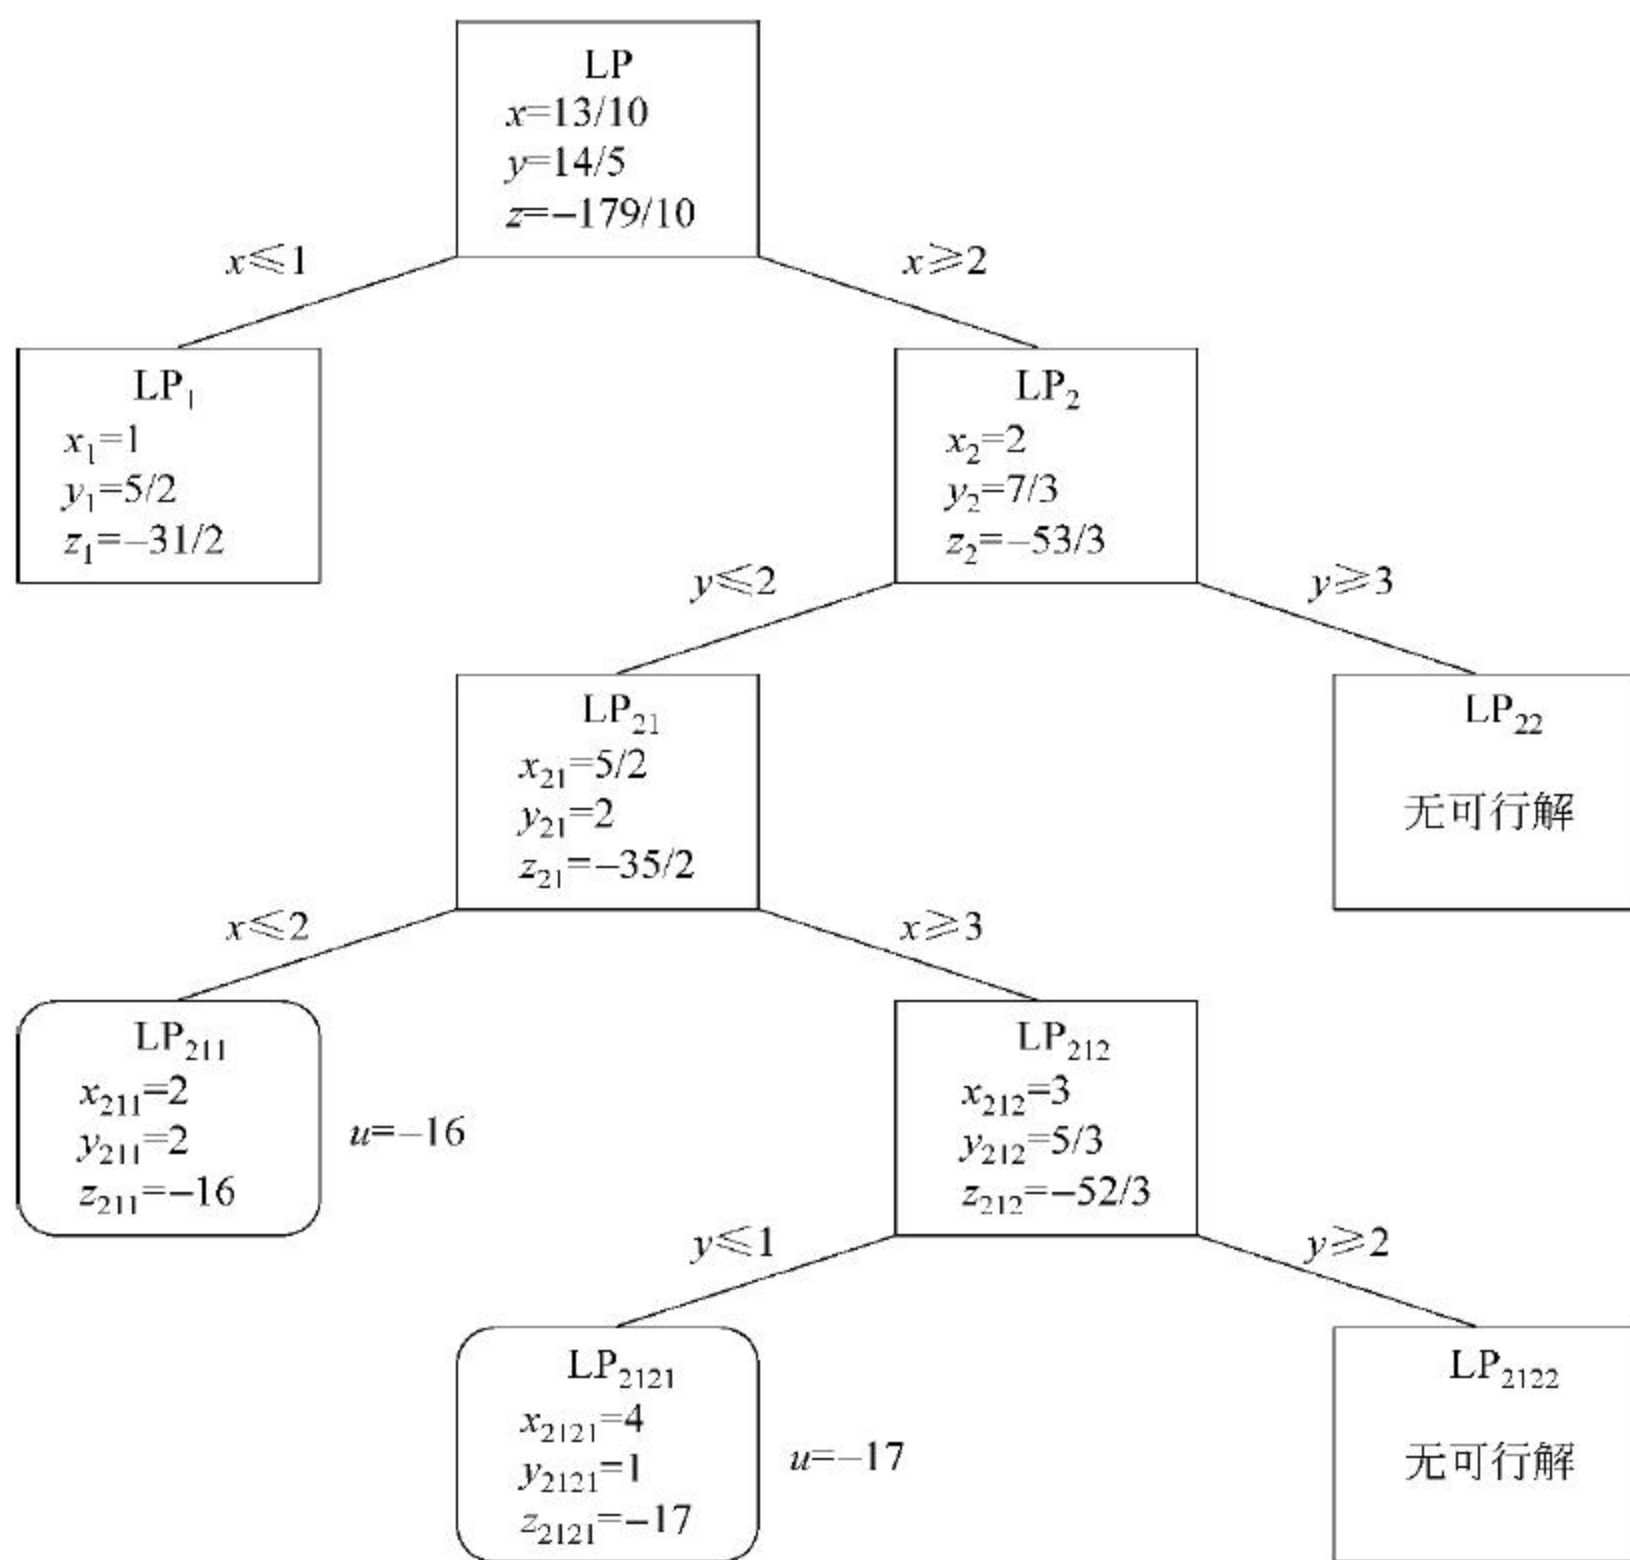 LP
x=13/10
y=14/5
z=−179/10
x⩽1
x⩾2
LP₁
x₁=1
y₁=5/2
z₁=−31/2
LP₂
x₂=2
y₂=7/3
z₂=−53/3
y⩽2
y⩾3
LP₂₁
x₂₁=5/2
y₂₁=2
z₂₁=−35/2
LP₂₂
无可行解
x⩽2
x⩾3
LP₂₁₁
x₂₁₁=2
y₂₁₁=2
z₂₁₁=−16
u=−16
LP₂₁₂
x₂₁₂=3
y₂₁₂=5/3
z₂₁₂=−52/3
y⩽1
y⩾2
LP₂₁₂₁
x₂₁₂₁=4
y₂₁₂₁=1
z₂₁₂₁=−17
u=−17
LP₂₁₂₂
无可行解